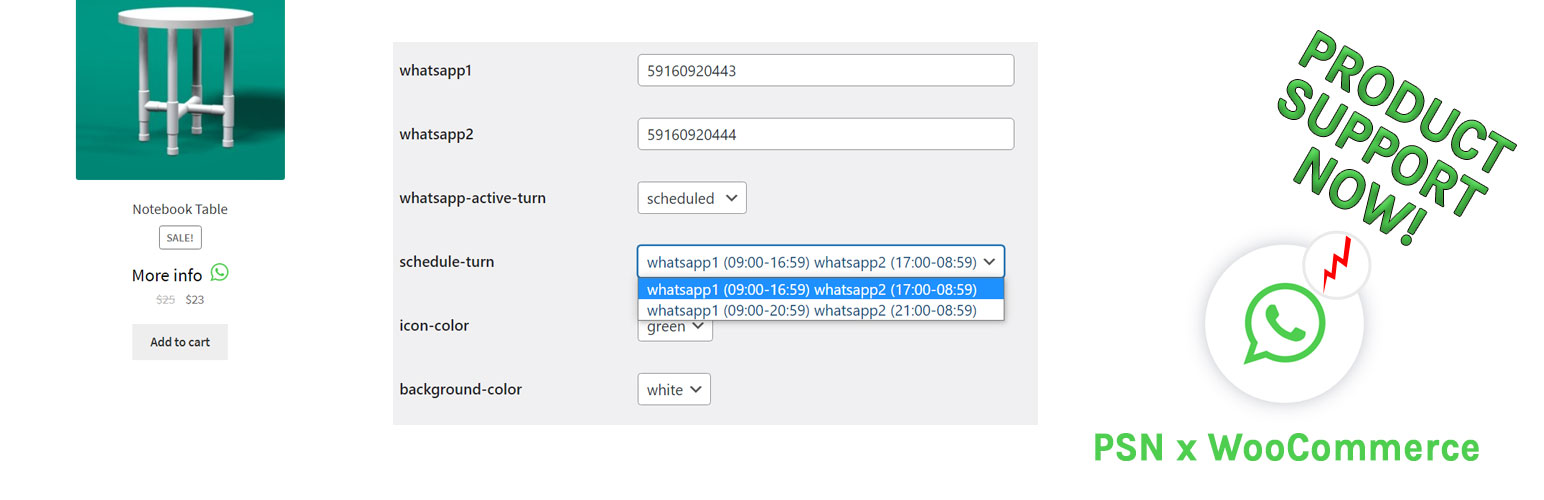 Notebook Table
SALE!
More info
$25 $23
Add to cart
whatsapp1
59160920443
whatsapp2
59160920444
whatsapp-active-turn
scheduled
schedule-turn
whatsapp1 (09:00-16:59) whatsapp2 (17:00-08:59)
whatsapp1 (09:00-16:59) whatsapp2 (17:00-08:59)
whatsapp1 (09:00-20:59) whatsapp2 (21:00-08:59)
icon-color
green
background-color
white
PRODUCT
SUPPORT
NOW!
PSN x WooCommerce